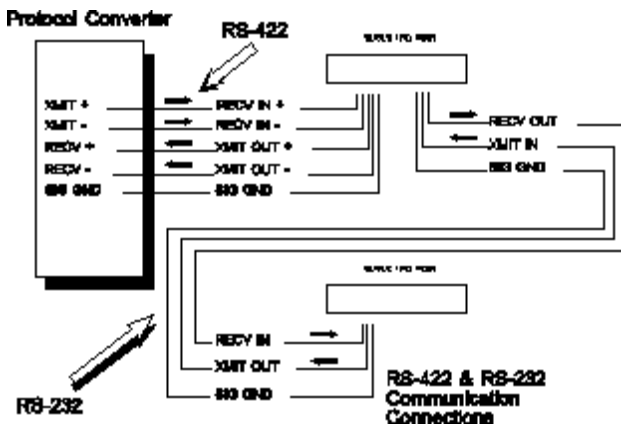 Protocol Converter
RS-422
XMIT + RECV IN +
XMIT - RECV IN -
RECV + XMIT OUT +
RECV - XMIT OUT -
SIG GND SIG GND
RECV OUT
XMIT IN
SIG GND
RECV IN
XMIT OUT
SIG GND
RS-232
RS-422 & RS-232
Communication
Connections